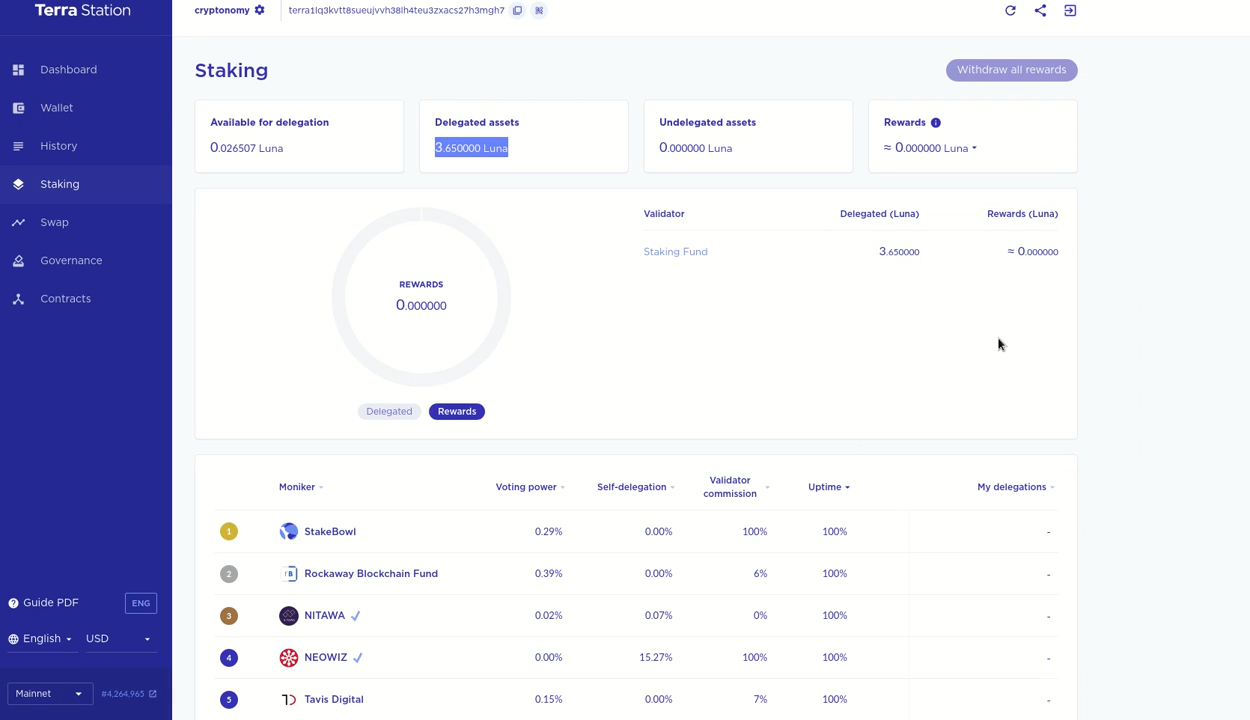 Terra Station
cryptonomy
terra1lq3kvtt8sueujvvh38lh4teu3zxacs27h3mgh7
Dashboard
Wallet
History
Staking
Swap
Governance
Contracts
Guide PDF ENG
English USD
Mainnet #4,264,965
Staking
Withdraw all rewards
Available for delegation
0.026507 Luna
Delegated assets
3.650000 Luna
Undelegated assets
0.000000 Luna
Rewards
≈ 0.000000 Luna
REWARDS
0.000000
Delegated Rewards
Validator Delegated (Luna) Rewards (Luna)
Staking Fund 3.650000 ≈ 0.000000
Moniker Voting power Self-delegation Validator commission Uptime My delegations
1 StakeBowl 0.29% 0.00% 100% 100% -
2 Rockaway Blockchain Fund 0.39% 0.00% 6% 100% -
3 NITAWA 0.02% 0.07% 0% 100% -
4 NEOWIZ 0.00% 15.27% 100% 100% -
5 Tavis Digital 0.15% 0.00% 7% 100% -